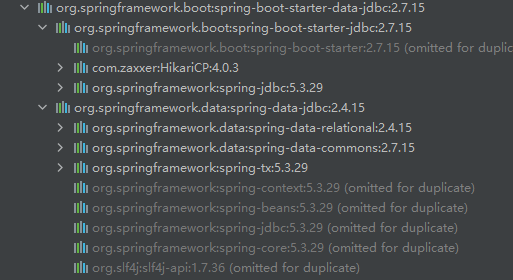 org.springframework.boot:spring-boot-starter-data-jdbc:2.7.15
org.springframework.boot:spring-boot-starter-jdbc:2.7.15
org.springframework.boot:spring-boot-starter:2.7.15 (omitted for duplic
com.zaxxer:HikariCP:4.0.3
org.springframework:spring-jdbc:5.3.29
org.springframework.data:spring-data-jdbc:2.4.15
org.springframework.data:spring-data-relational:2.4.15
org.springframework.data:spring-data-commons:2.7.15
org.springframework:spring-tx:5.3.29
org.springframework:spring-context:5.3.29 (omitted for duplicate)
org.springframework:spring-beans:5.3.29 (omitted for duplicate)
org.springframework:spring-jdbc:5.3.29 (omitted for duplicate)
org.springframework:spring-core:5.3.29 (omitted for duplicate)
org.slf4j:slf4j-api:1.7.36 (omitted for duplicate)